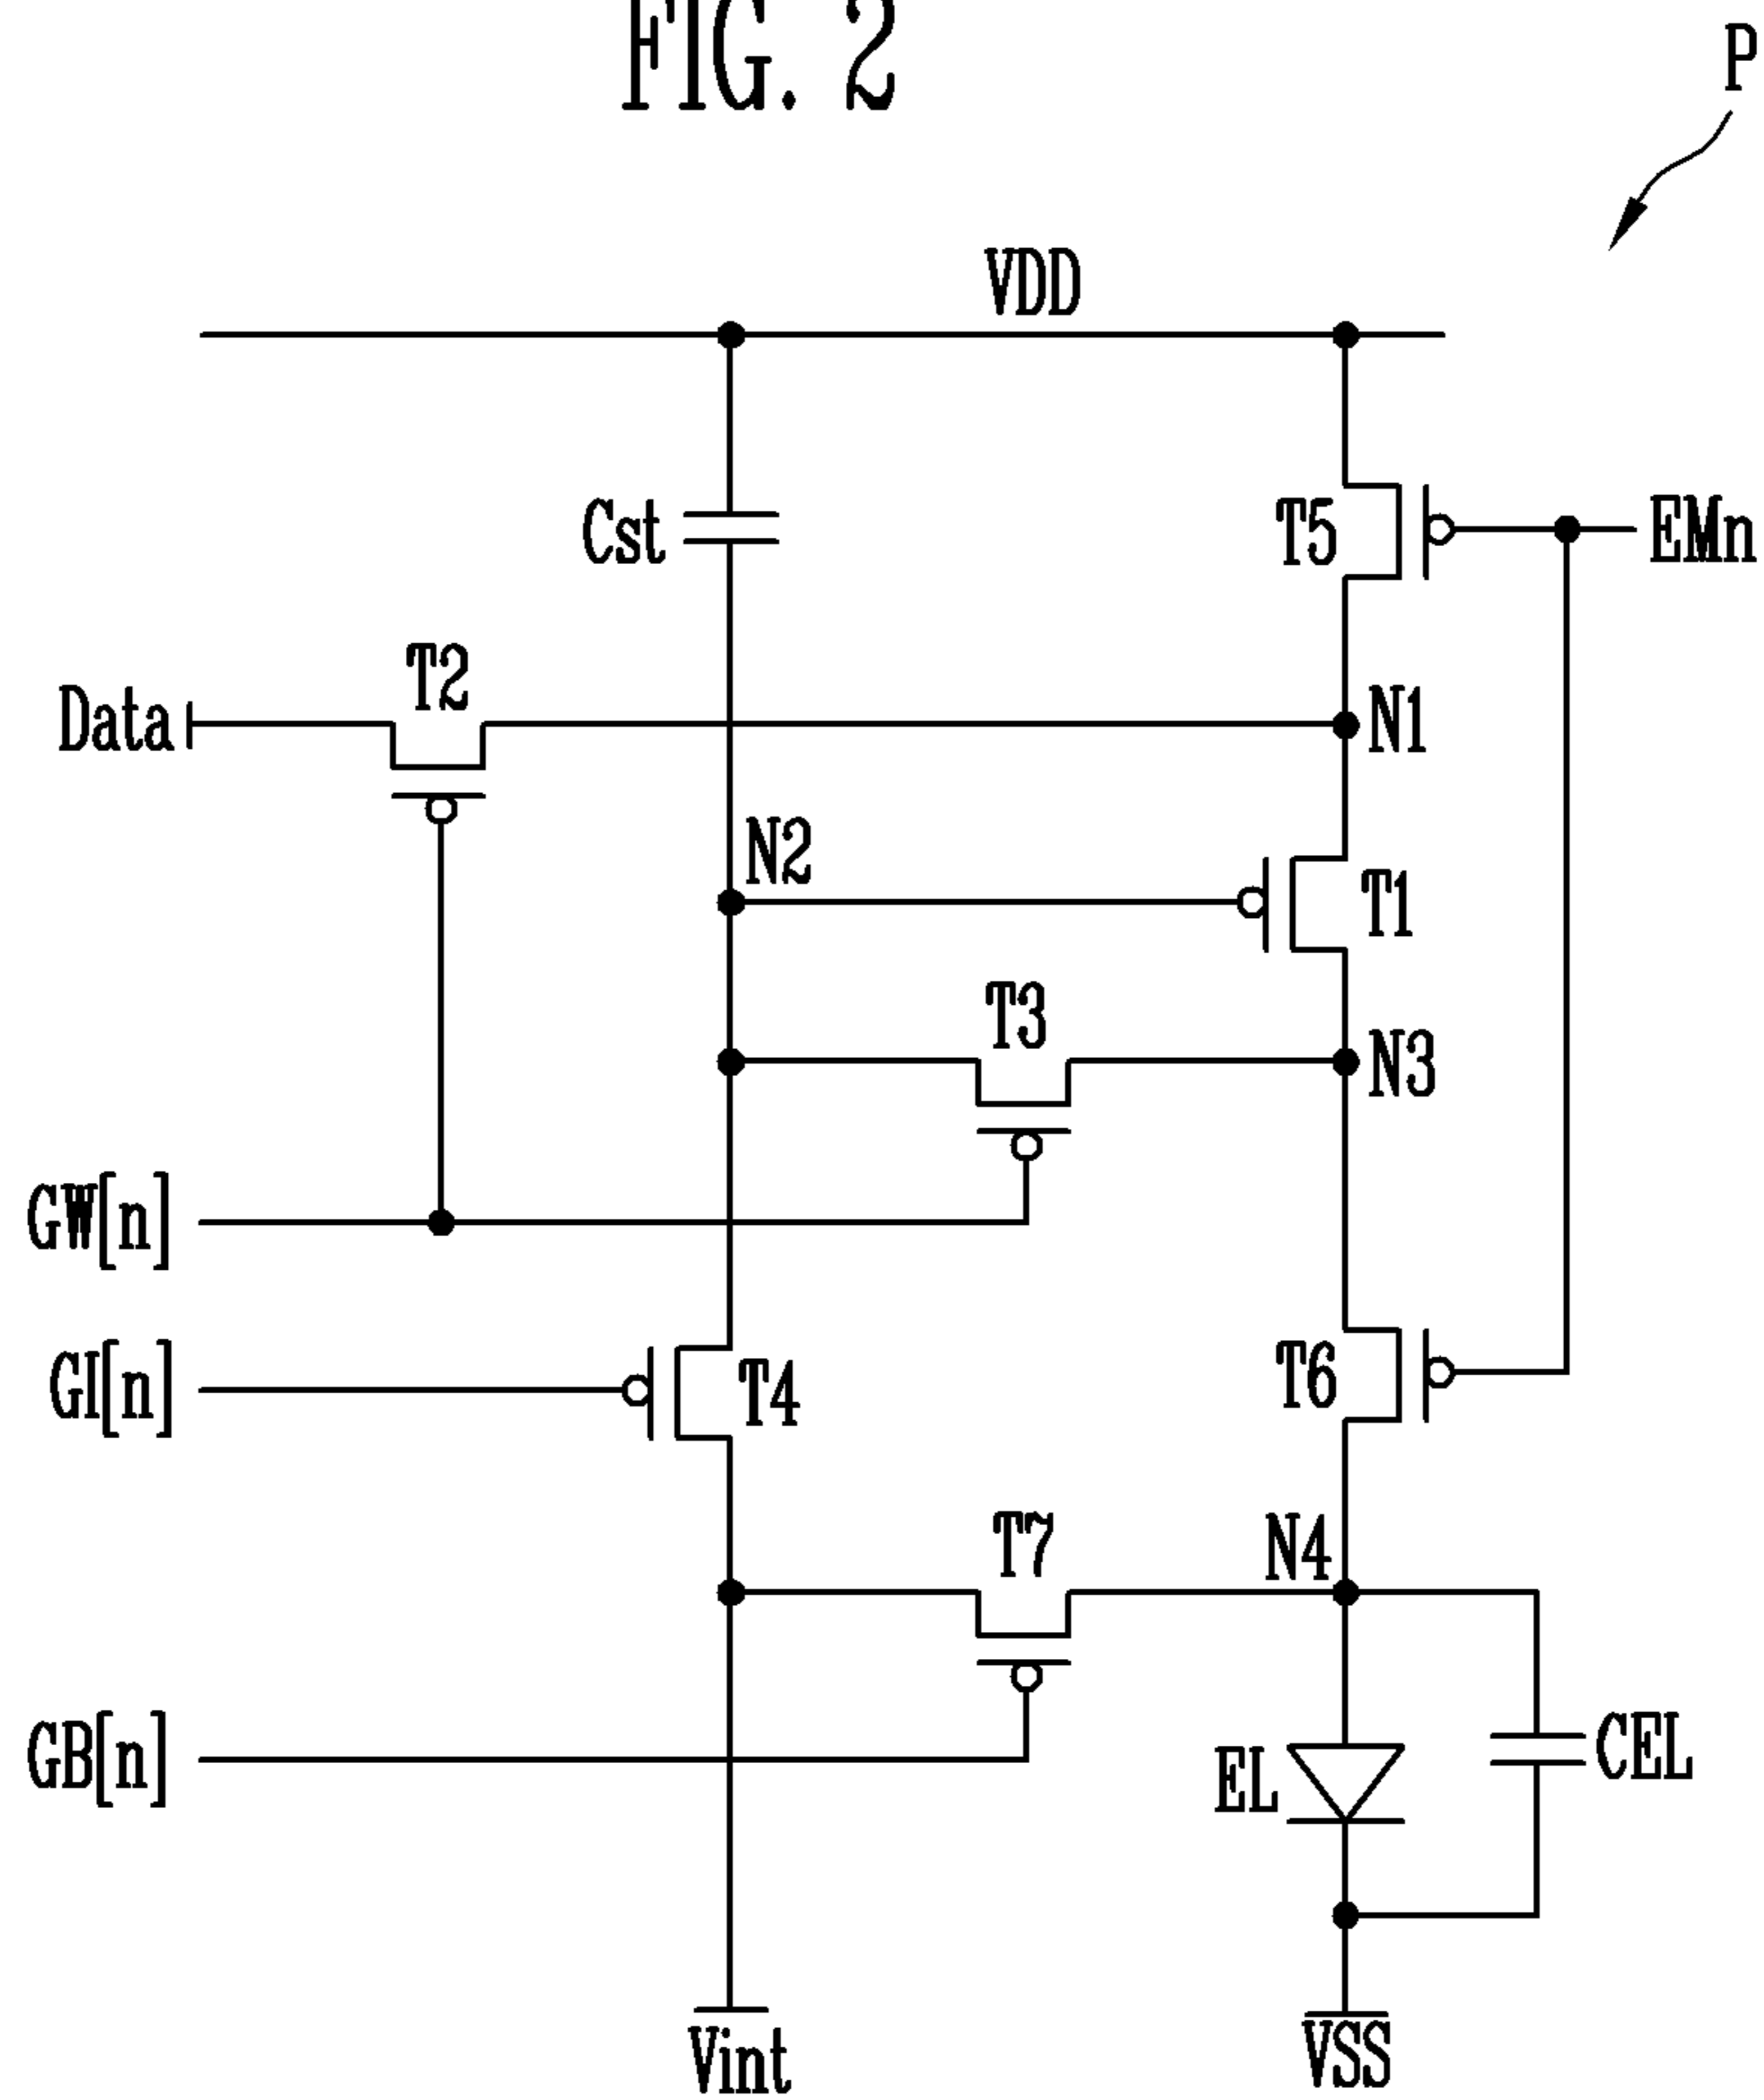 FIG. 2
P
VDD
Cst
T5
EMn
T2
Data
N1
N2
T1
T3
N3
GW[n]
GI[n]
T4
T6
T7
N4
GB[n]
EL
CEL
Vint
VSS